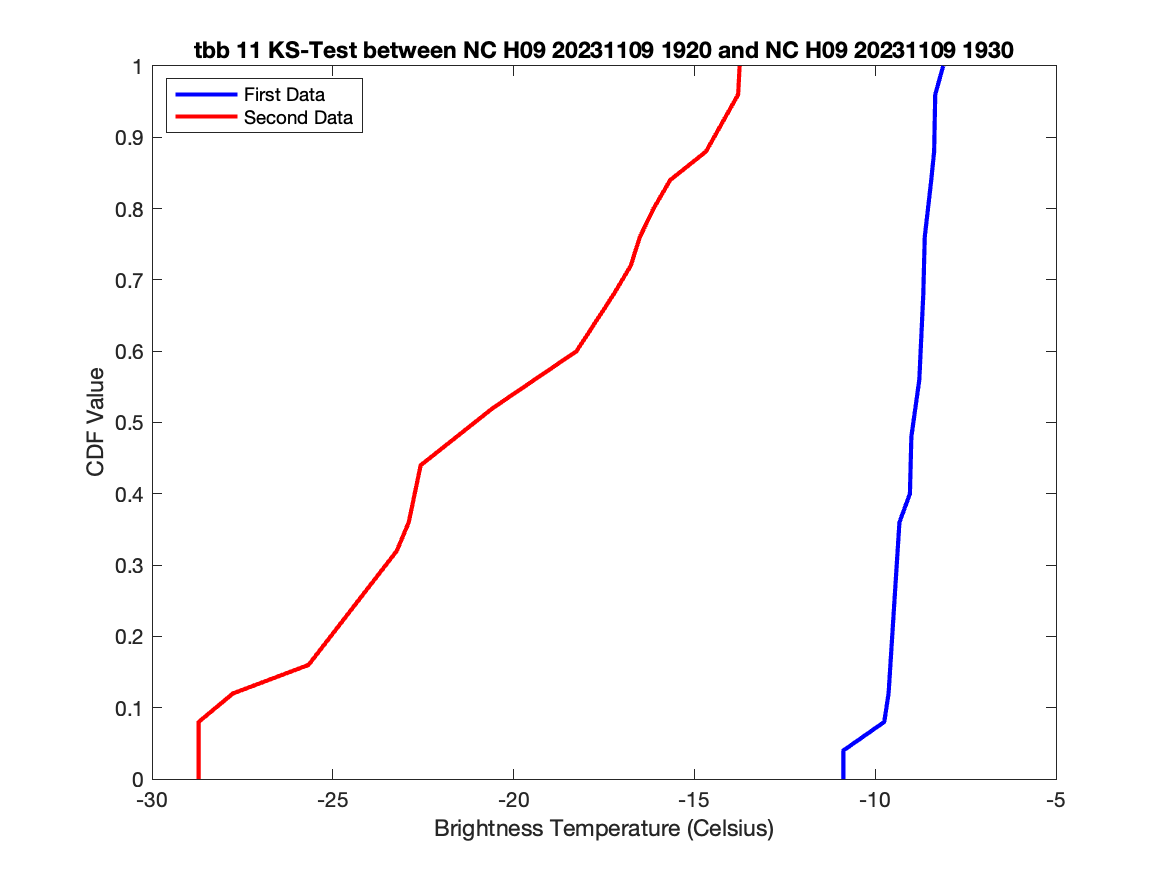 tbb 11 KS-Test between NC H09 20231109 1920 and NC H09 20231109 1930
First Data
Second Data
1
0.9
0.8
0.7
0.6
0.5
0.4
0.3
0.2
0.1
0
CDF Value
-30 -25 -20 -15 -10 -5
Brightness Temperature (Celsius)